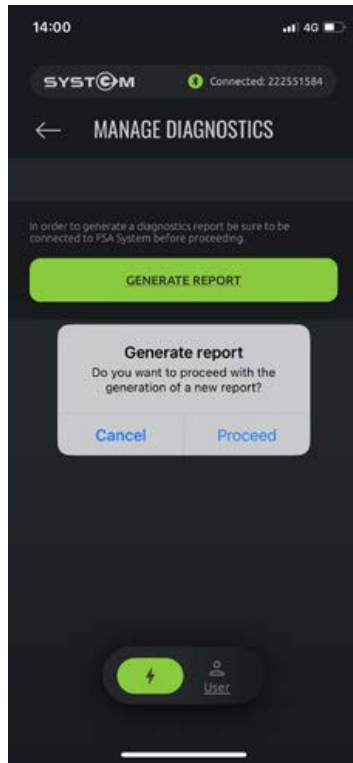 14:00
4G
SYSTEM
Connected: 222551584
MANAGE DIAGNOSTICS
In order to generate a diagnostics report be sure to be
connected to FSA System before proceeding.
GENERATE REPORT
Generate report
Do you want to proceed with the
generation of a new report?
Cancel
Proceed
User